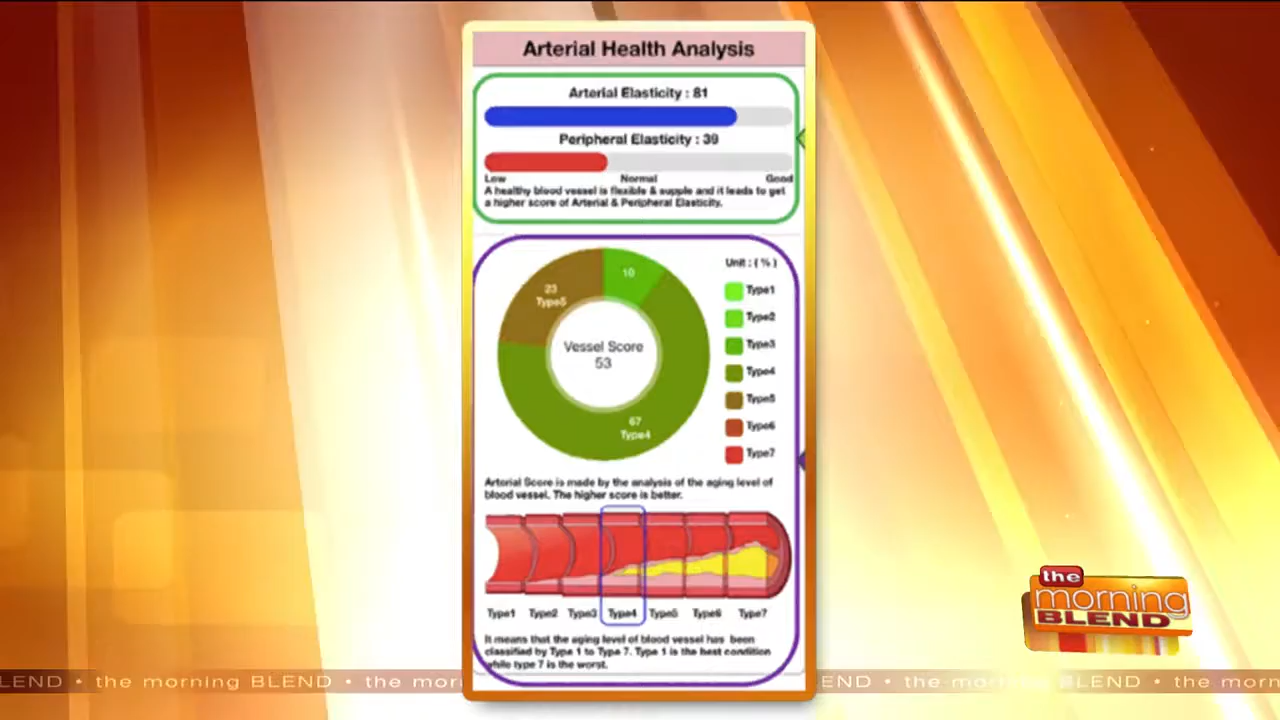 Arterial Health Analysis
Arterial Elasticity : 81
Peripheral Elasticity : 39
Low Normal Good
A healthy blood vessel is flexible & supple and it leads to get
a higher score of Arterial & Peripheral Elasticity.
Unit : ( % )
10
23
Type5
Vessel Score
53
67
Type4
Type1
Type2
Type3
Type4
Type5
Type6
Type7
Arterial Score is made by the analysis of the aging level of
blood vessel. The higher score is better.
Type1 Type2 Type3 Type4 Type5 Type6 Type7
It means that the aging level of blood vessel has been
classified by Type 1 to Type 7. Type 1 is the best condition
while type 7 is the worst.
the
morning
BLEND
LEND • the morning BLEND • the mor
END • the morning BLEND • the mor